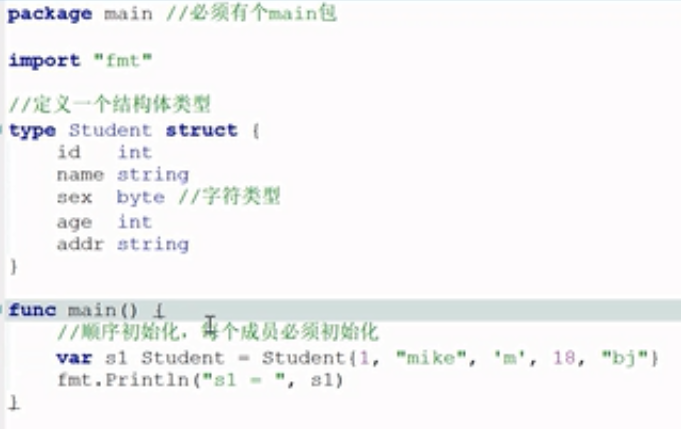 package main //必须有个main包
import "fmt"
//定义一个结构体类型
type Student struct {
id int
name string
sex byte //字符类型
age int
addr string
}
func main() {
//顺序初始化，每个成员必须初始化
var s1 Student = Student{1, "mike", 'm', 18, "bj"}
fmt.Println("s1 = ", s1)
}